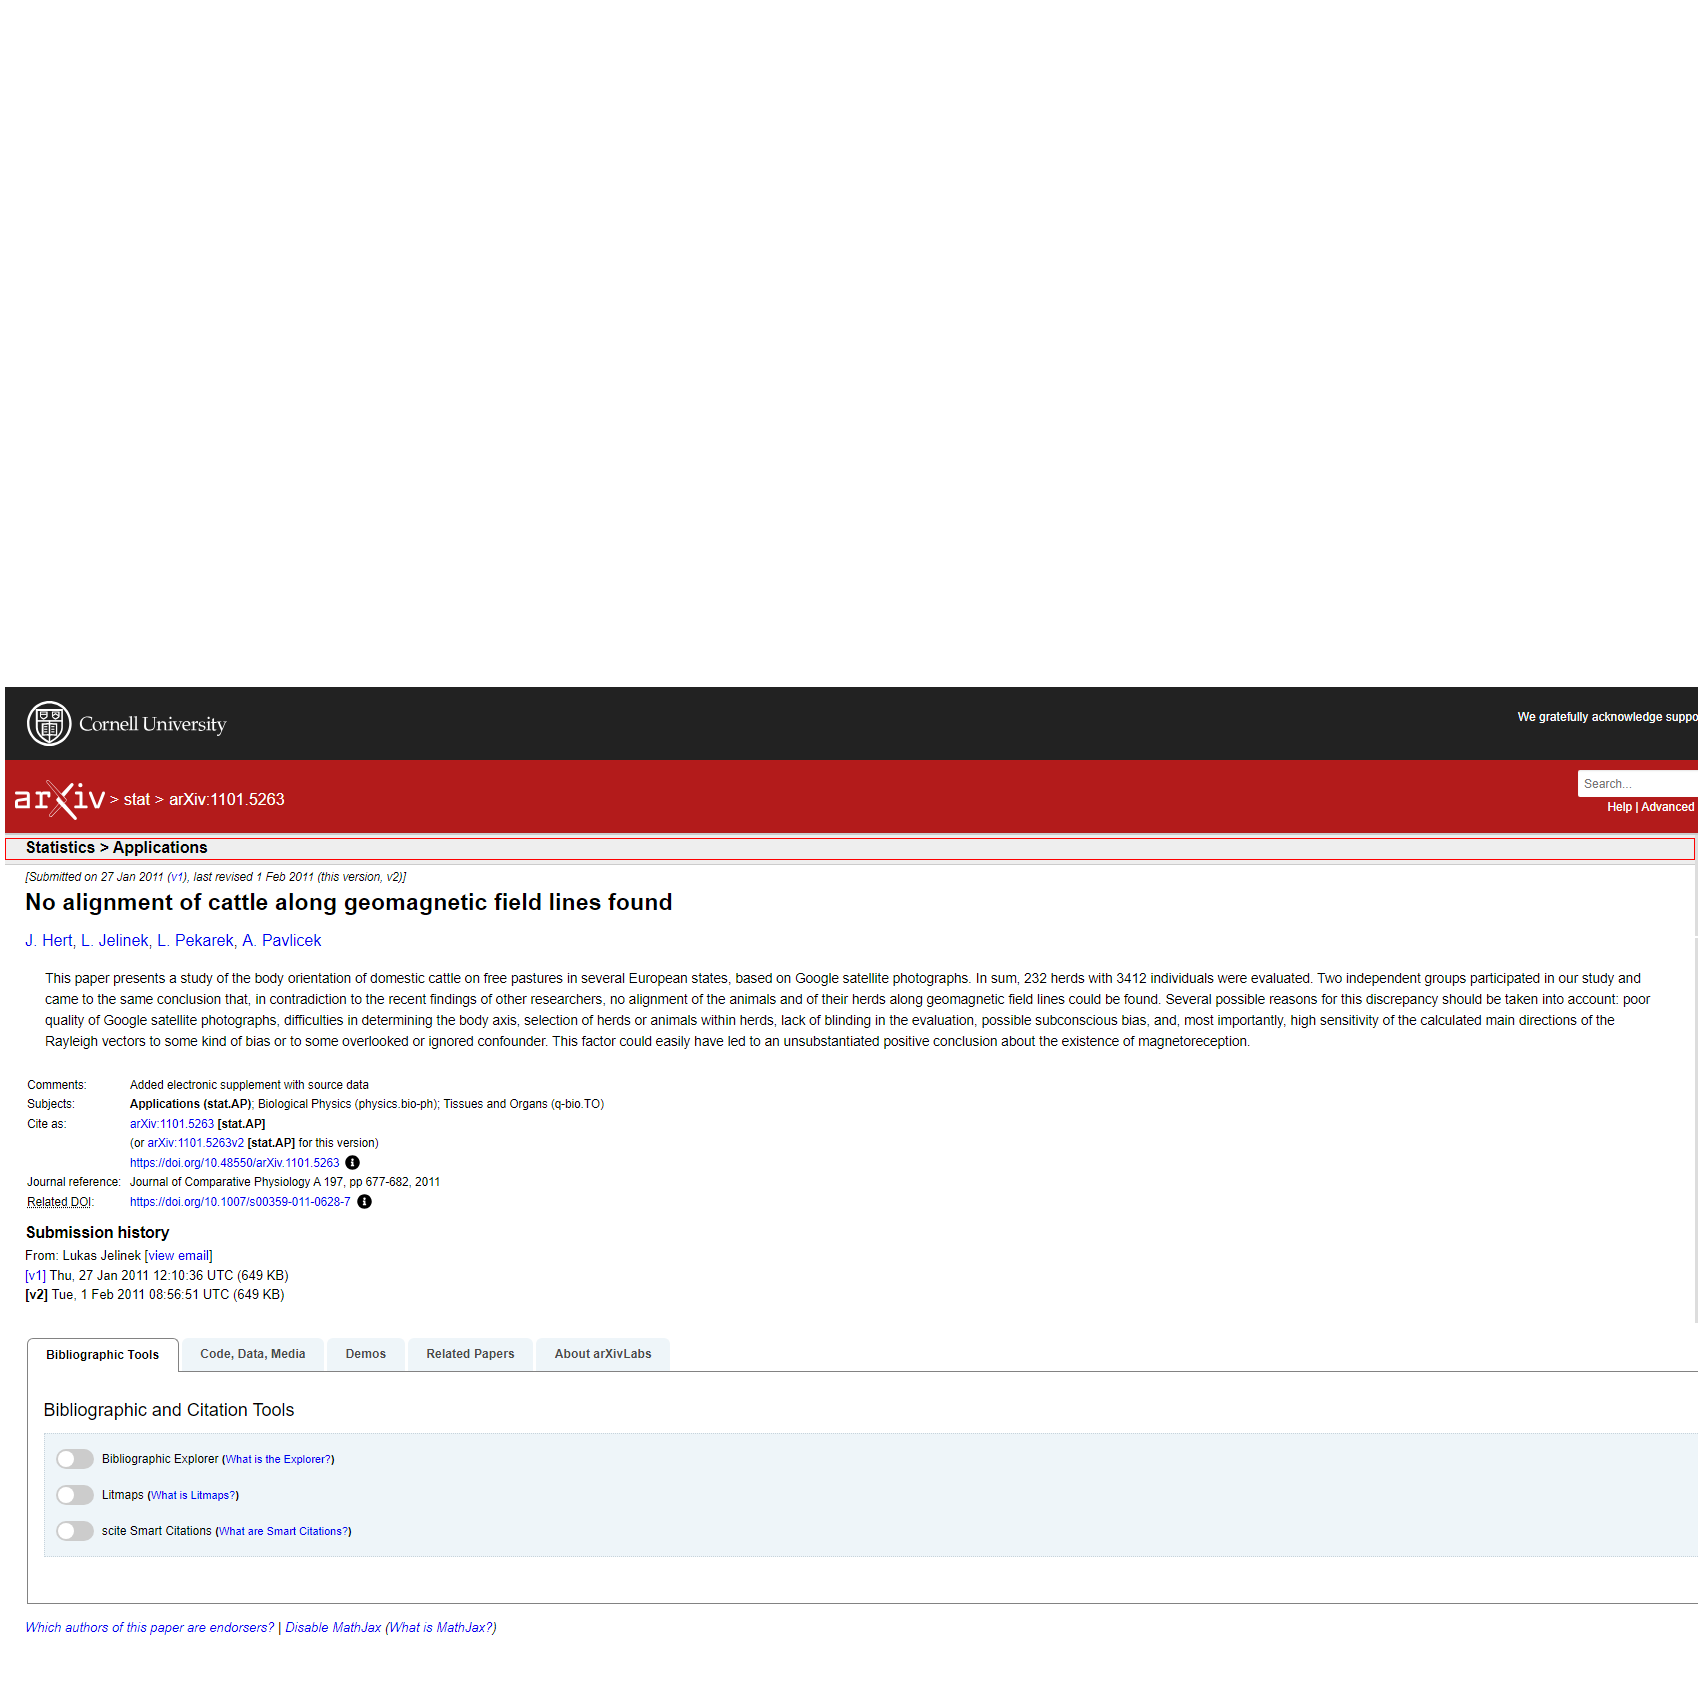 Cornell University
We gratefully acknowledge suppo
arXiv > stat > arXiv:1101.5263
Search...
Help | Advanced
Statistics > Applications
[Submitted on 27 Jan 2011 (v1), last revised 1 Feb 2011 (this version, v2)]
No alignment of cattle along geomagnetic field lines found
J. Hert, L. Jelinek, L. Pekarek, A. Pavlicek
This paper presents a study of the body orientation of domestic cattle on free pastures in several European states, based on Google satellite photographs. In sum, 232 herds with 3412 individuals were evaluated. Two independent groups participated in our study and
came to the same conclusion that, in contradiction to the recent findings of other researchers, no alignment of the animals and of their herds along geomagnetic field lines could be found. Several possible reasons for this discrepancy should be taken into account: poor
quality of Google satellite photographs, difficulties in determining the body axis, selection of herds or animals within herds, lack of blinding in the evaluation, possible subconscious bias, and, most importantly, high sensitivity of the calculated main directions of the
Rayleigh vectors to some kind of bias or to some overlooked or ignored confounder. This factor could easily have led to an unsubstantiated positive conclusion about the existence of magnetoreception.
Comments: Added electronic supplement with source data
Subjects: Applications (stat.AP); Biological Physics (physics.bio-ph); Tissues and Organs (q-bio.TO)
Cite as: arXiv:1101.5263 [stat.AP]
(or arXiv:1101.5263v2 [stat.AP] for this version)
https://doi.org/10.48550/arXiv.1101.5263
Journal reference: Journal of Comparative Physiology A 197, pp 677-682, 2011
Related DOI: https://doi.org/10.1007/s00359-011-0628-7
Submission history
From: Lukas Jelinek [view email]
[v1] Thu, 27 Jan 2011 12:10:36 UTC (649 KB)
[v2] Tue, 1 Feb 2011 08:56:51 UTC (649 KB)
Bibliographic Tools
Code, Data, Media
Demos
Related Papers
About arXivLabs
Bibliographic and Citation Tools
Bibliographic Explorer (What is the Explorer?)
Litmaps (What is Litmaps?)
scite Smart Citations (What are Smart Citations?)
Which authors of this paper are endorsers? | Disable MathJax (What is MathJax?)